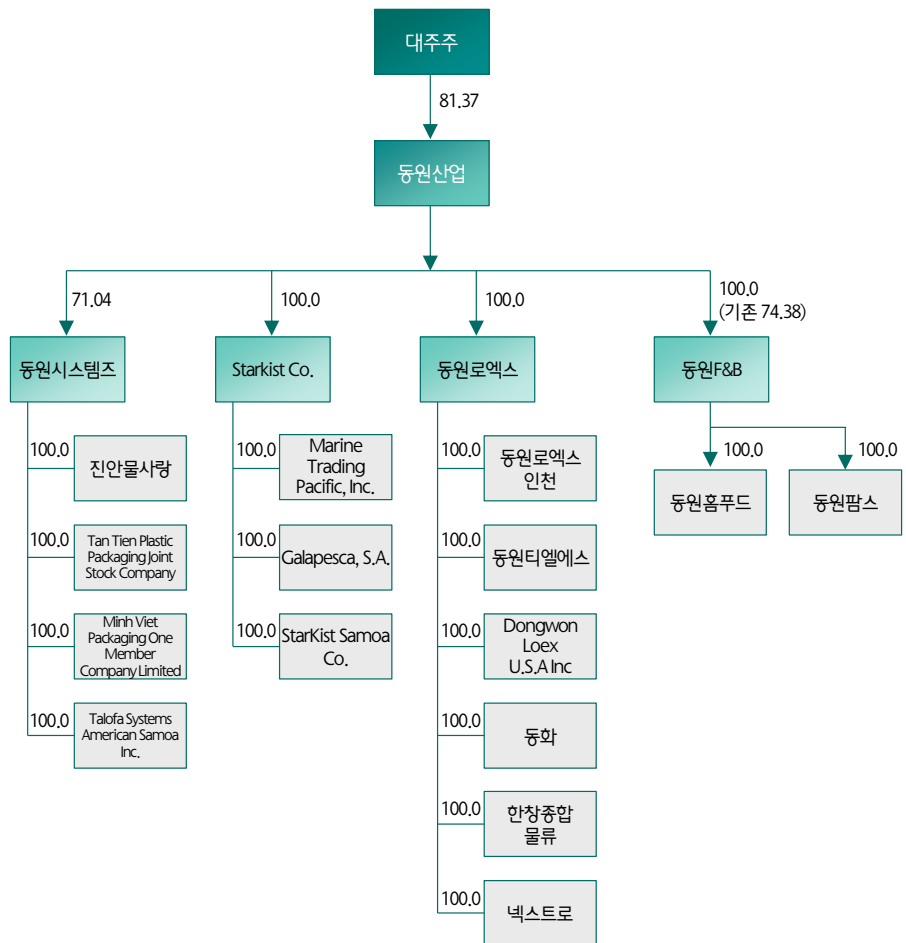 대주주
81.37
동원산업
71.04
100.0
100.0
100.0
(기존 74.38)
동원시스템즈
Starkist Co.
동원로엑스
동원F&B
100.0
진안물사랑
100.0
Tan Tien Plastic
Packaging Joint
Stock Company
100.0
Minh Viet
Packaging One
Member
Company Limited
100.0
Talofa Systems
American Samoa
Inc.
100.0
Marine
Trading
Pacific, Inc.
100.0
Galapesca, S.A.
100.0
StarKist Samoa
Co.
100.0
동원로엑스
인천
100.0
동원티엘에스
100.0
Dongwon
Loex
U.S.A Inc
100.0
동화
100.0
한창종합
물류
100.0
넥스트로
100.0
동원홈푸드
100.0
동원팜스